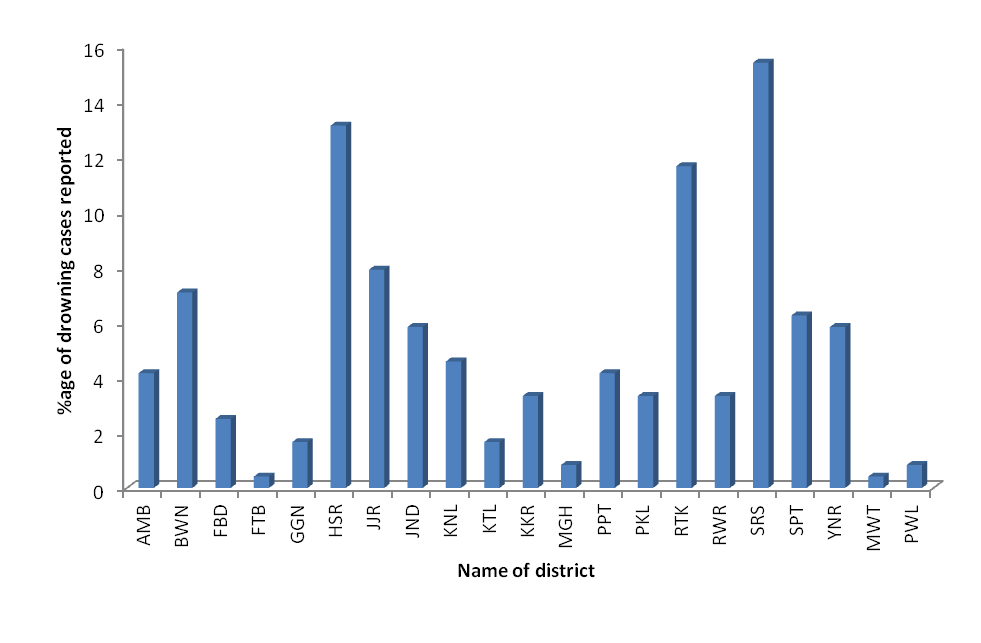 %age of drowning cases reported
16
14
12
10
8
6
4
2
0
AMB
BWN
FBD
FTB
GGN
HSR
JJR
JND
KNL
KTL
KKR
MGH
PPT
PKL
RTK
RWR
SRS
SPT
YNR
MWT
PWL
Name of district